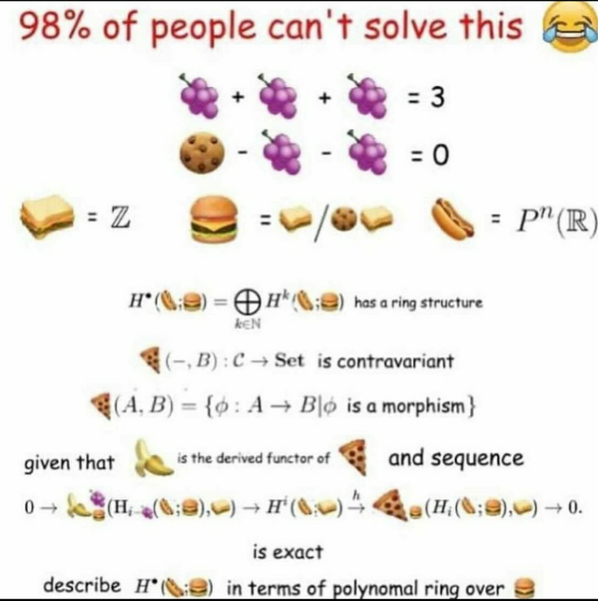 98% of people can't solve this 😂
🍇 + 🍇 + 🍇 = 3
🍪 - 🍇 - 🍇 = 0
🥪 = ℤ 🍔 = 🥪/🍪🥪 🌭 = Pⁿ(ℝ)
H•(🌭;🍔) = ⊕ Hᵏ(🌭;🍔) has a ring structure
k∈ℕ
🍕(−, B) : C → Set is contravariant
🍕(A, B) = {ϕ : A → B|ϕ is a morphism}
given that 🍌 is the derived functor of 🍕 and sequence
0 → 🍌🍇🍔(Hᵢ₋🍇(🌭;🍔),🥪) → Hⁱ(🌭;🥪) →ʰ 🍕🍔(Hᵢ(🌭;🍔),🥪) → 0.
is exact
describe H•(🌭;🍔) in terms of polynomal ring over 🍔